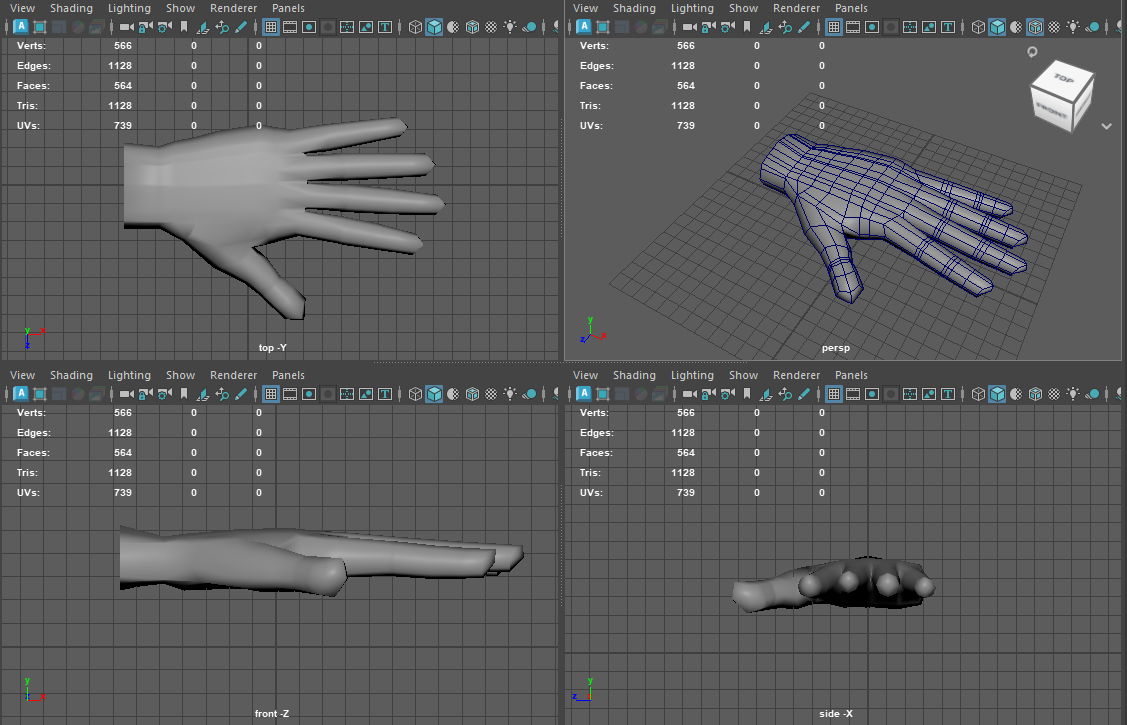 View Shading Lighting Show Renderer Panels
A T
Verts: 566 0 0
Edges: 1128 0 0
Faces: 564 0 0
Tris: 1128 0 0
UVs: 739 0 0
y x z
top -Y
View Shading Lighting Show Renderer Panels
A T
Verts: 566 0 0
Edges: 1128 0 0
Faces: 564 0 0
Tris: 1128 0 0
UVs: 739 0 0
TOP
FRONT
y z x
persp
View Shading Lighting Show Renderer Panels
A T
Verts: 566 0 0
Edges: 1128 0 0
Faces: 564 0 0
Tris: 1128 0 0
UVs: 739 0 0
y z x
front -Z
View Shading Lighting Show Renderer Panels
A T
Verts: 566 0 0
Edges: 1128 0 0
Faces: 564 0 0
Tris: 1128 0 0
UVs: 739 0 0
y z
side -X